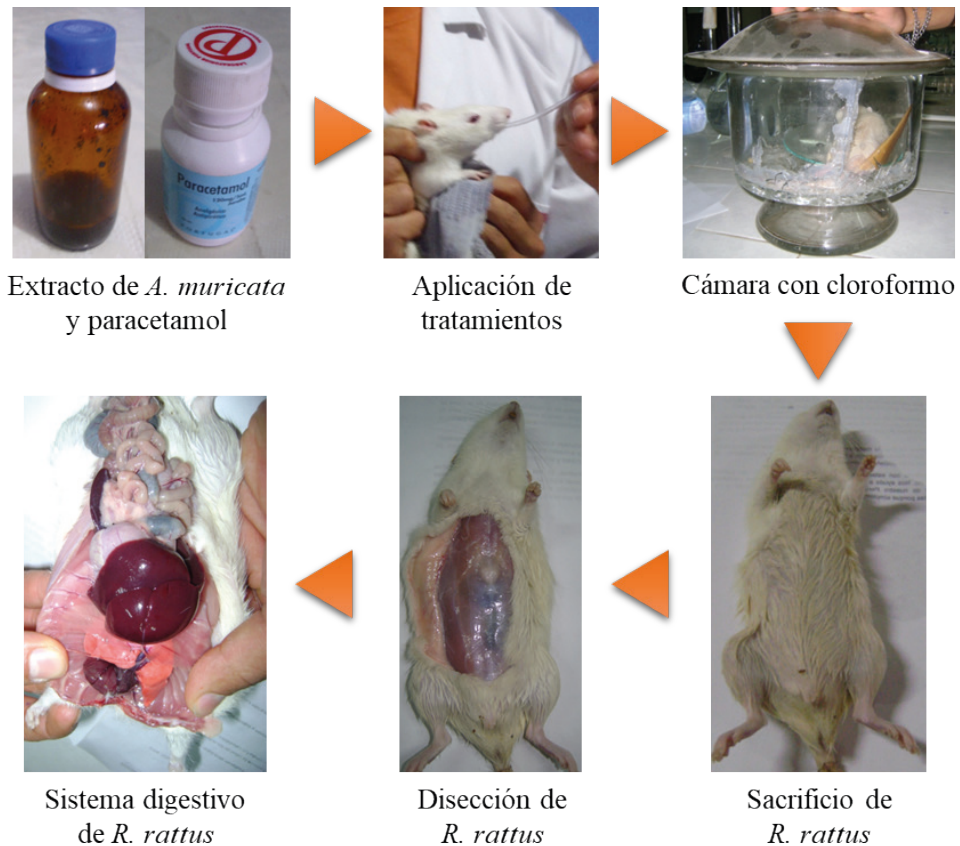 Paracetamol
Extracto de A. muricata
y paracetamol
Aplicación de
tratamientos
Cámara con cloroformo
Sacrificio de
R. rattus
Disección de
R. rattus
Sistema digestivo
de R. rattus